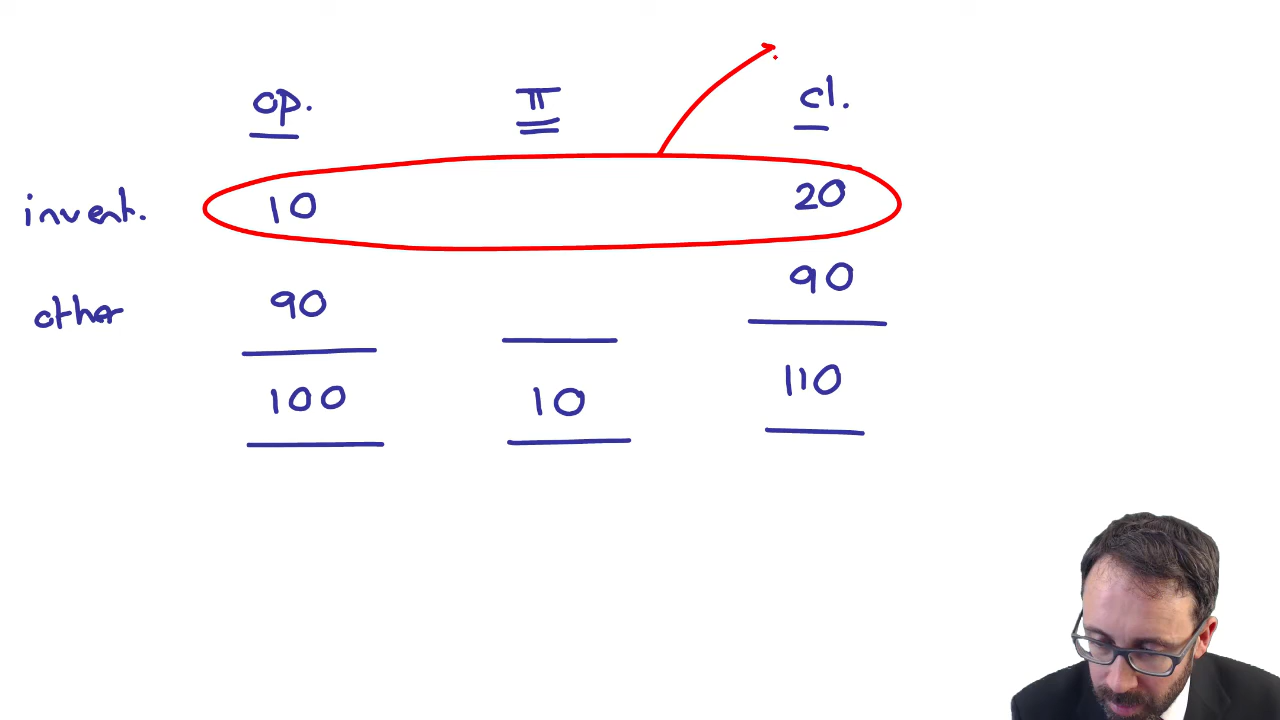 op. π cl.
invent. 10 20
other 90 90
100 10 110